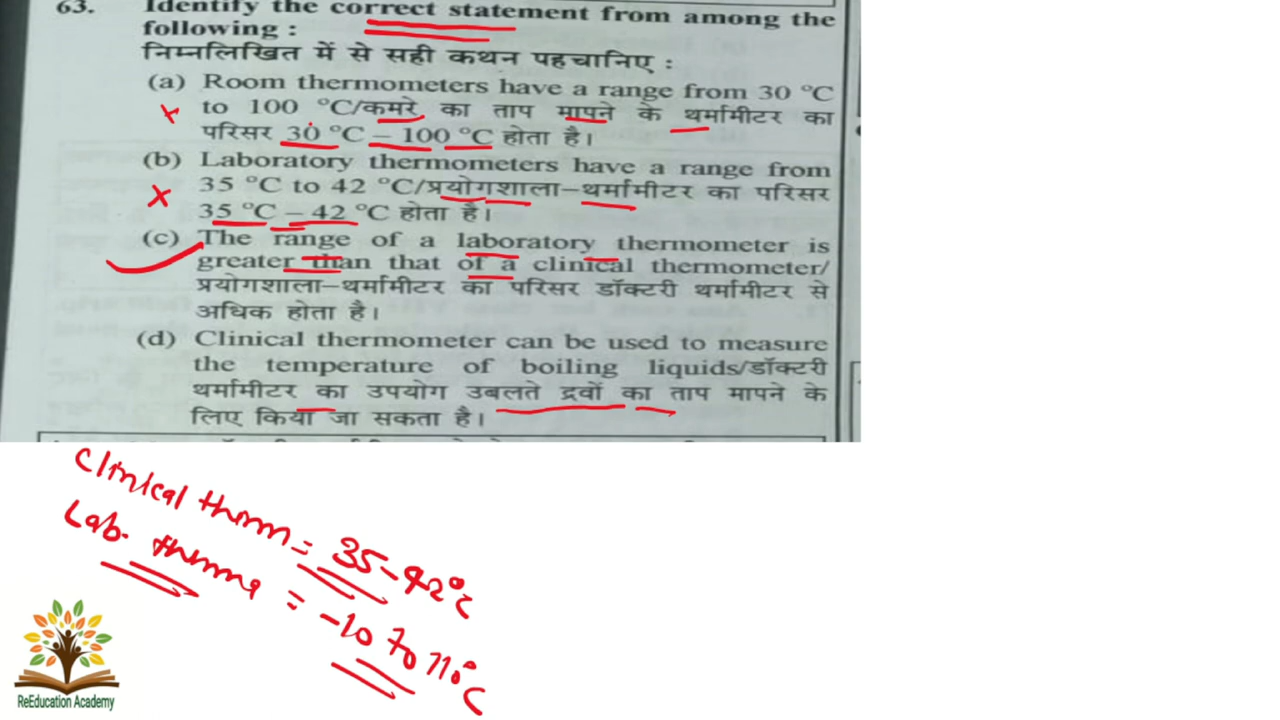 63. Identify the correct statement from among the
following :
निम्नलिखित में से सही कथन पहचानिए :
(a) Room thermometers have a range from 30 °C
to 100 °C/कमरे का ताप मापने के थर्मामीटर का
परिसर 30 °C – 100 °C होता है।
(b) Laboratory thermometers have a range from
35 °C to 42 °C/प्रयोगशाला–थर्मामीटर का परिसर
35 °C – 42 °C होता है।
(c) The range of a laboratory thermometer is
greater than that of a clinical thermometer/
प्रयोगशाला–थर्मामीटर का परिसर डॉक्टरी थर्मामीटर से
अधिक होता है।
(d) Clinical thermometer can be used to measure
the temperature of boiling liquids/डॉक्टरी
थर्मामीटर का उपयोग उबलते द्रवों का ताप मापने के
लिए किया जा सकता है।
Clinical = 35-42°C
Lab. = -10 to 110°C
ReEducation Academy